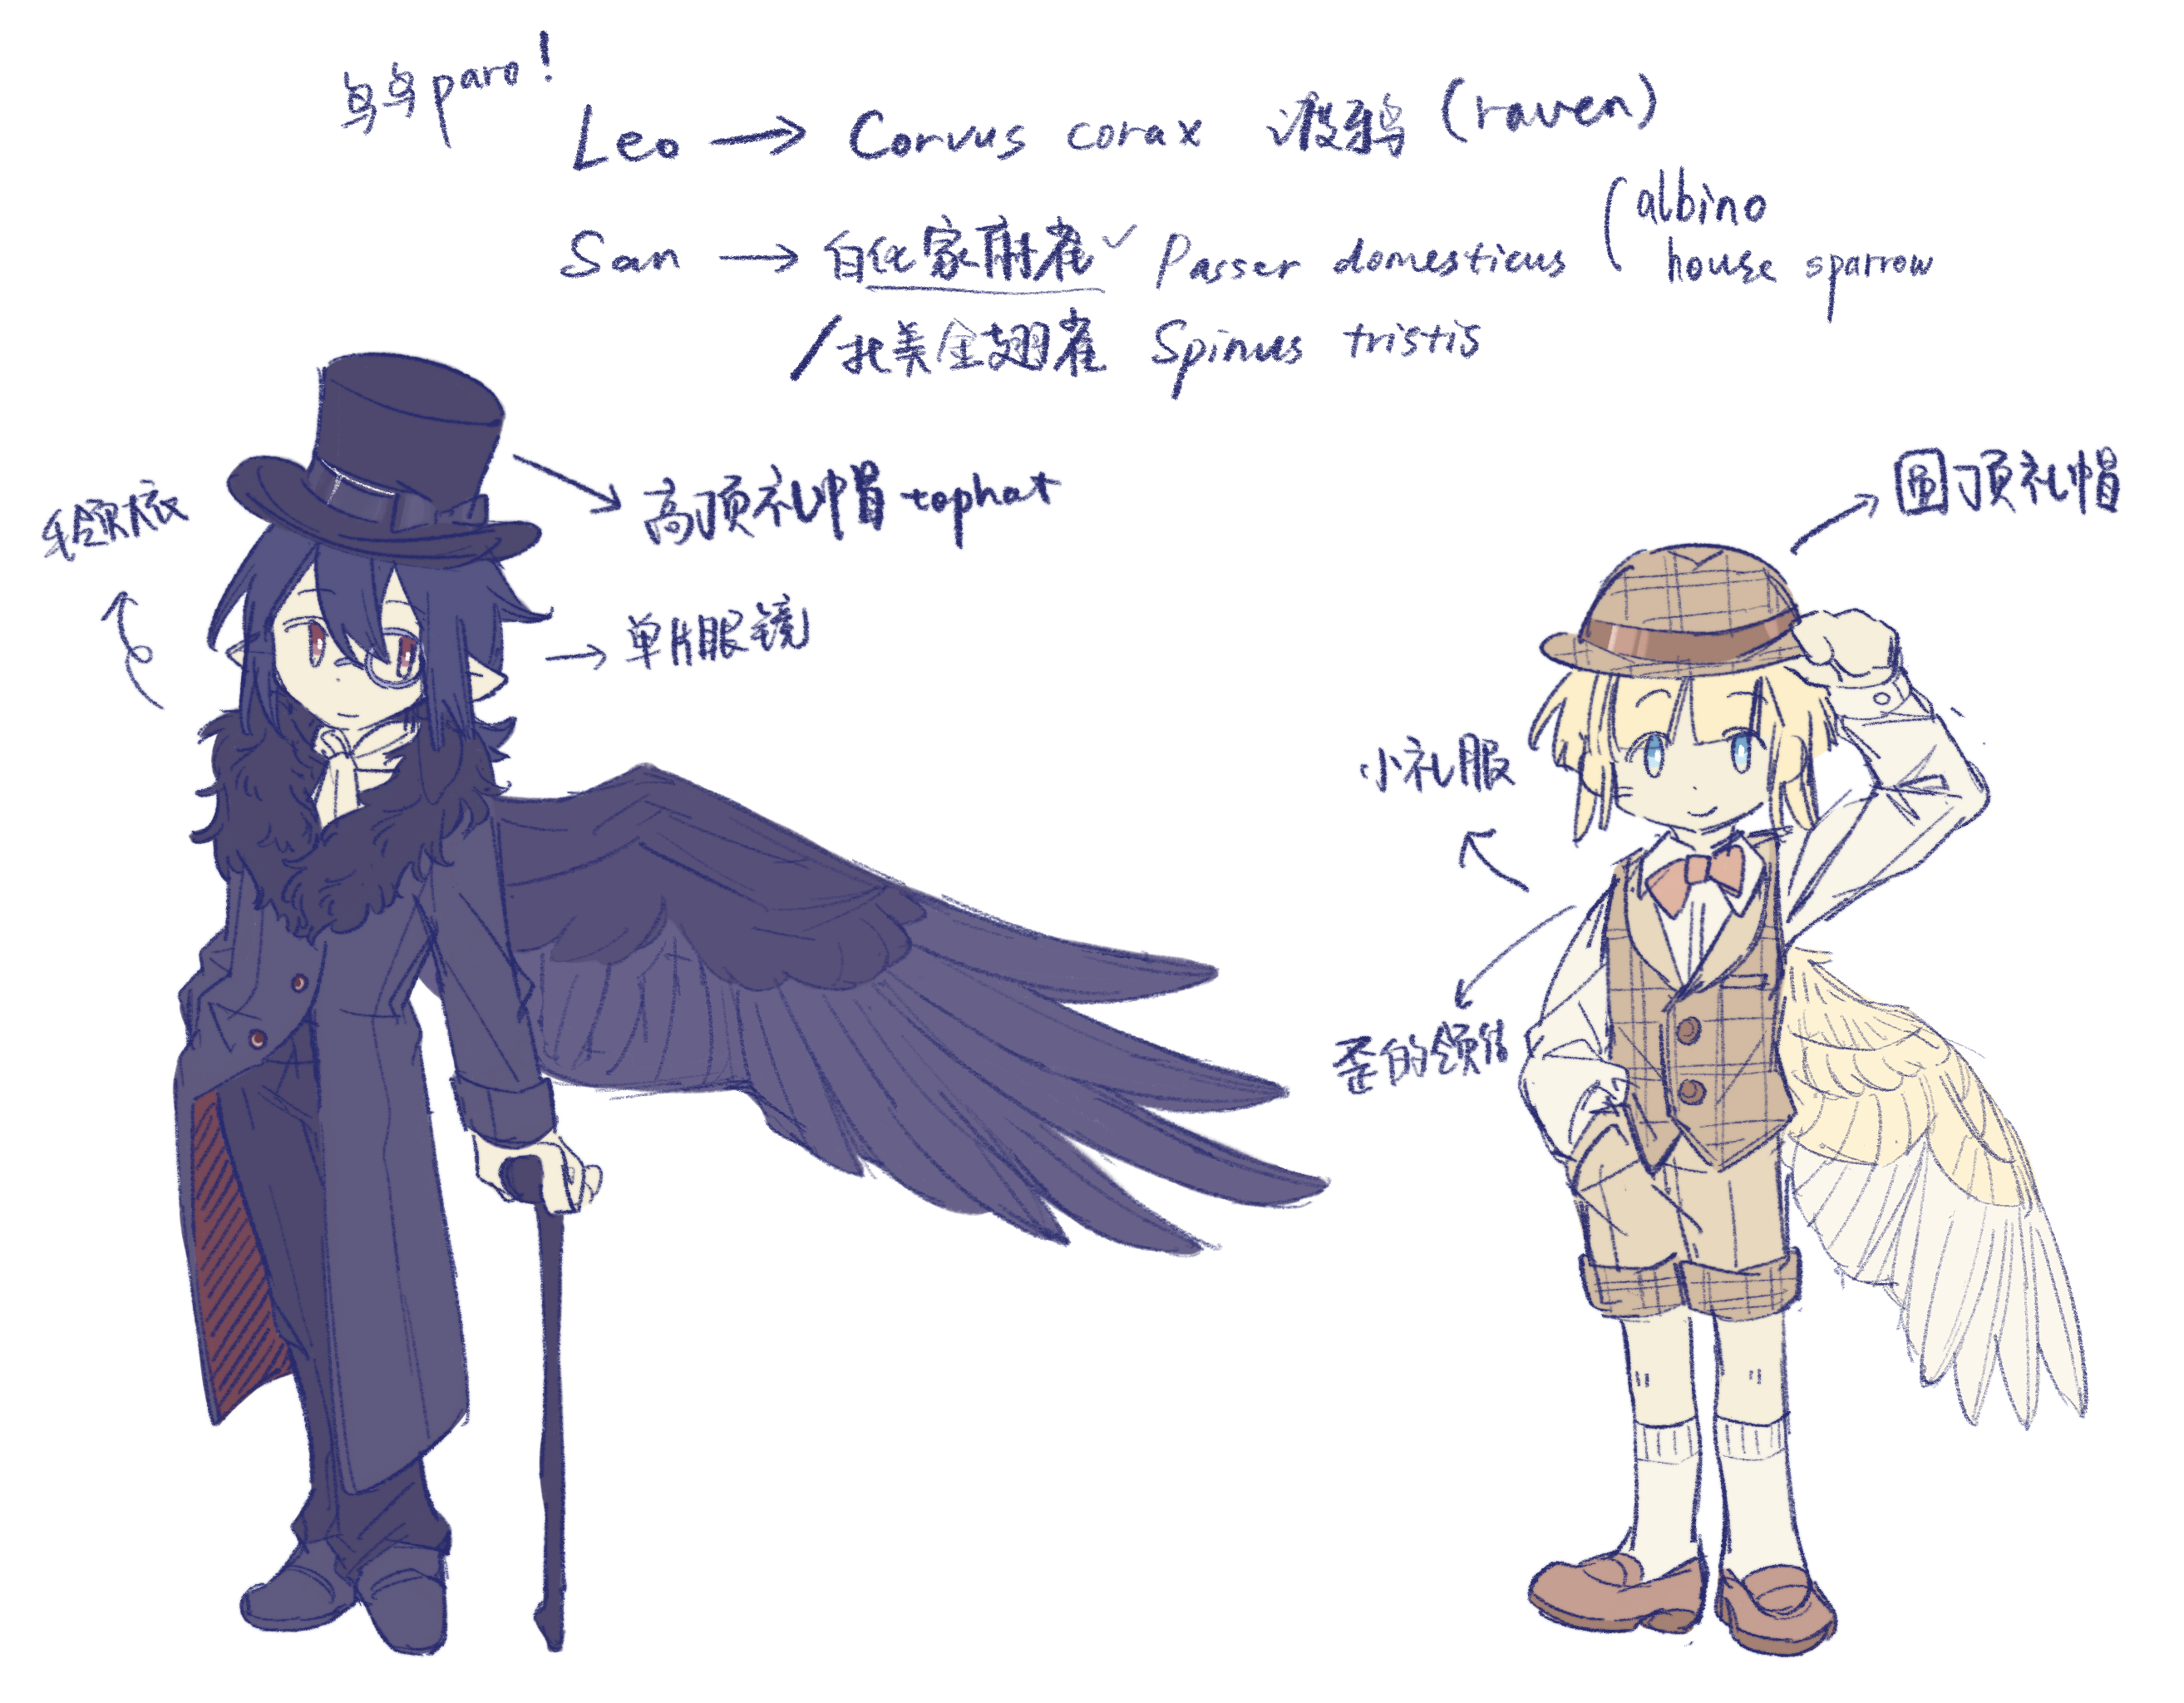 鸟鸟paro!
Leo → Corvus corax 渡鸦 (raven)
San → 白化家麻雀✓ Passer domesticus (albino
house sparrow
/北美金翅雀 Spinus tristis
毛领大衣
高顶礼帽 tophat
单片眼镜
圆顶礼帽
小礼服
歪的领结